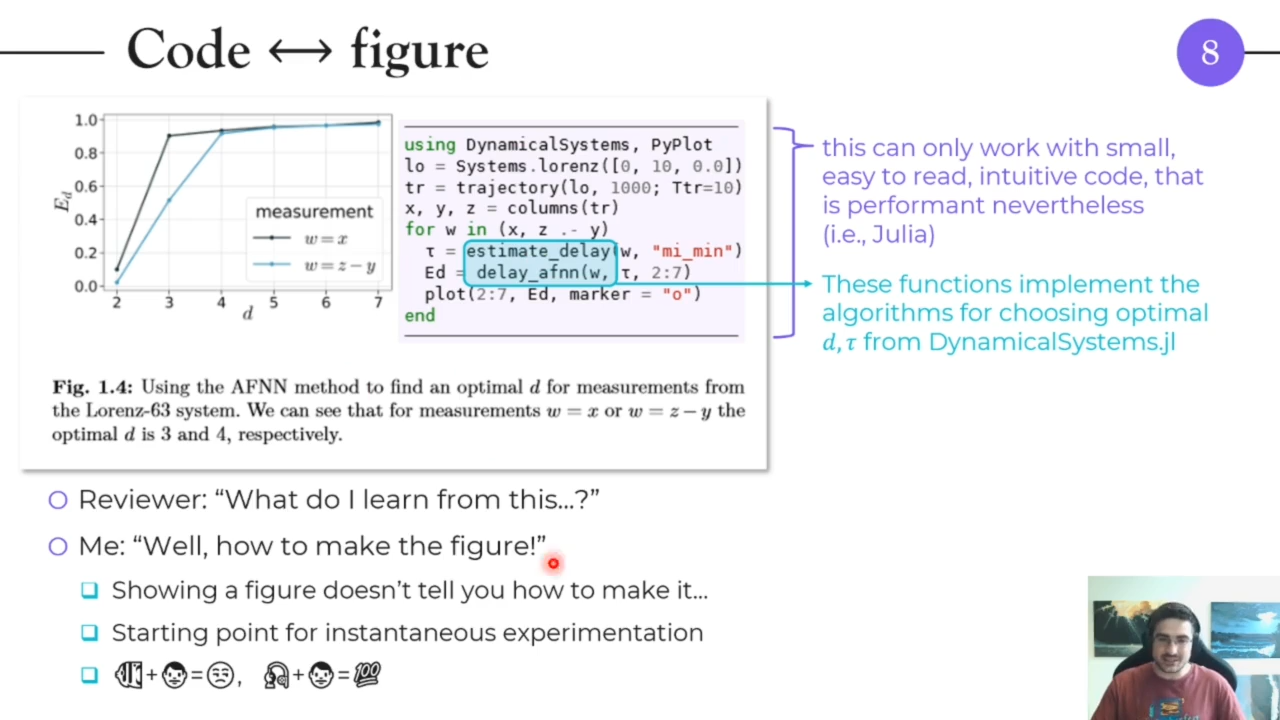 Code ⟷ figure
8
1.0
0.8
0.6
0.4
0.2
0.0
E_d
2 3 4 5 6 7
d
measurement
w = x
w = z − y
using DynamicalSystems, PyPlot
lo = Systems.lorenz([0, 10, 0.0])
tr = trajectory(lo, 1000; Ttr=10)
x, y, z = columns(tr)
for w in (x, z .- y)
τ = estimate_delay(w, "mi_min")
Ed = delay_afnn(w, τ, 2:7)
plot(2:7, Ed, marker = "o")
end
Fig. 1.4: Using the AFNN method to find an optimal d for measurements from
the Lorenz-63 system. We can see that for measurements w = x or w = z − y the
optimal d is 3 and 4, respectively.
this can only work with small,
easy to read, intuitive code, that
is performant nevertheless
(i.e., Julia)
These functions implement the
algorithms for choosing optimal
d, τ from DynamicalSystems.jl
Reviewer: “What do I learn from this...?”
Me: “Well, how to make the figure!”
Showing a figure doesn’t tell you how to make it...
Starting point for instantaneous experimentation
+ = , + = 100